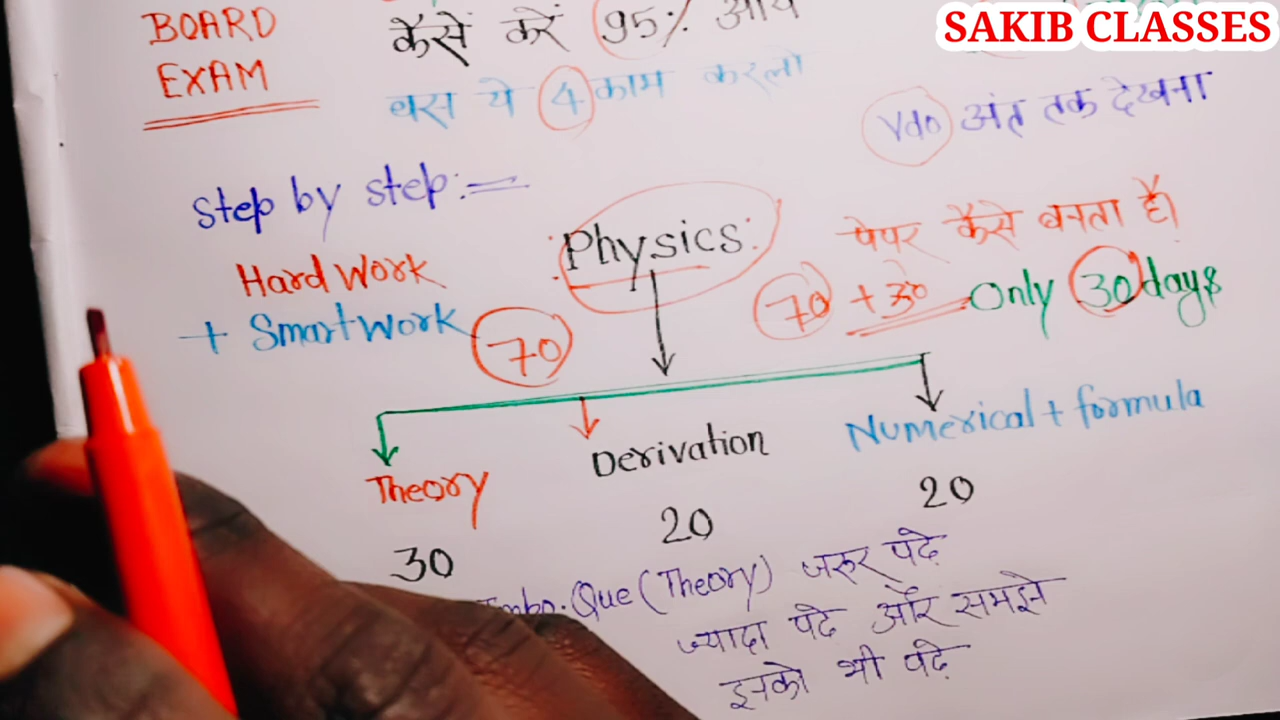 SAKIB CLASSES
BOARD
EXAM
कैसें करें 95%
बस ये 4 काम करलो
Vdo अंत तक देखना
Step by step:=
Physics:
पेपर कैसे बनता है।
Hard Work
+ Smart Work
70
70 + 30 Only 30 days
Theory
Derivation
Numerical + formula
30
20
20
Que (Theory) जरूर पढे
ज्यादा पढे और समझे
इनको भी पढे